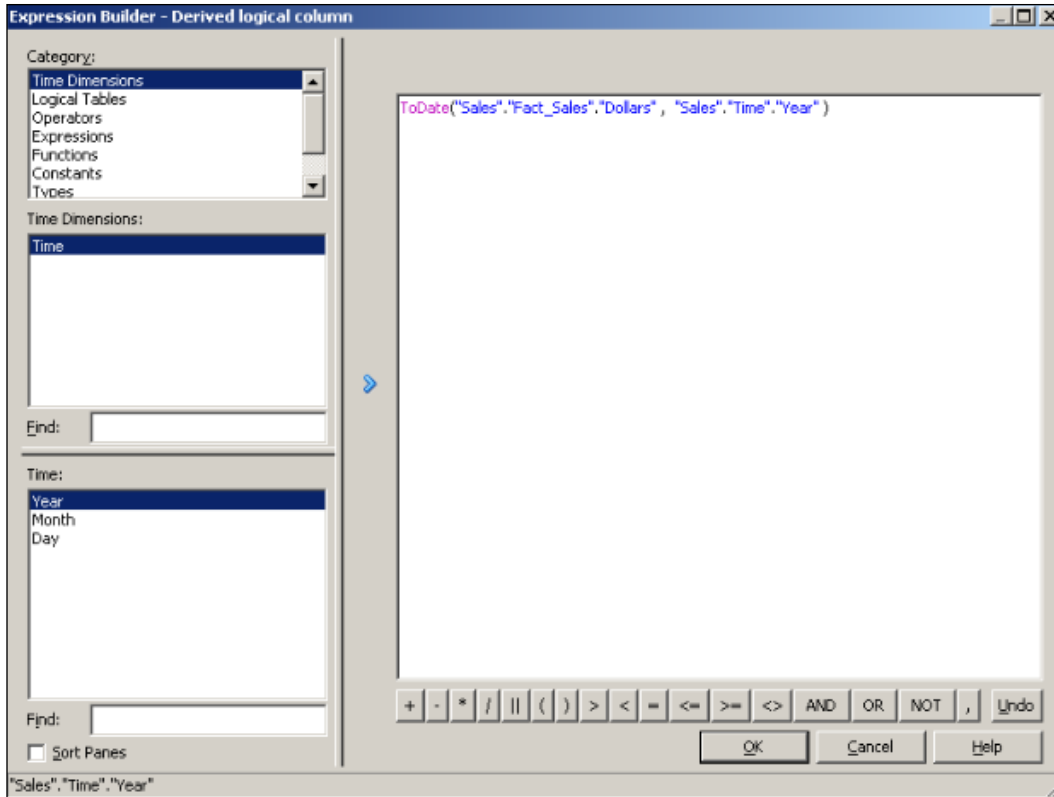 Expression Builder - Derived logical column
Category:
Time Dimensions
Logical Tables
Operators
Expressions
Functions
Constants
Types
Time Dimensions:
Time
Find:
Time:
Year
Month
Day
Find:
Sort Panes
ToDate("Sales"."Fact_Sales"."Dollars" , "Sales"."Time"."Year" )
+ - * / || ( ) > < = <= >= <> AND OR NOT , Undo
OK Cancel Help
"Sales"."Time"."Year"